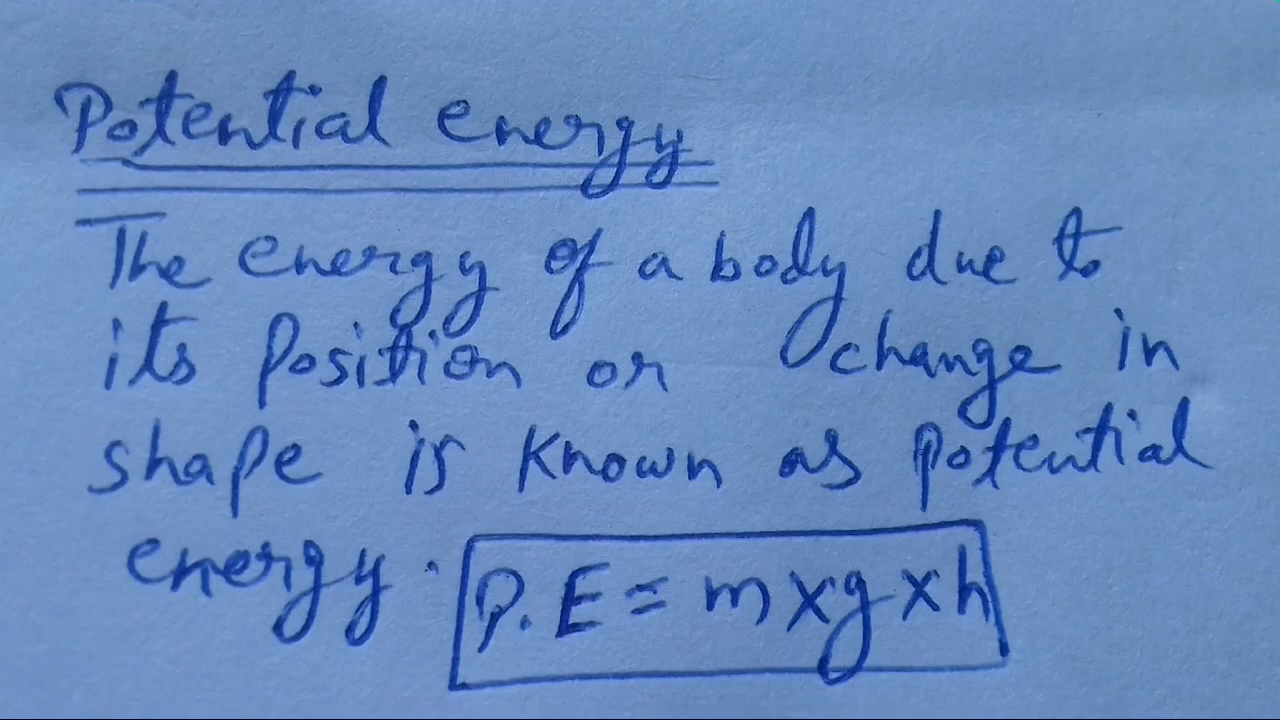 Potential energy
The energy of a body due to
its position or change in
shape is known as potential
energy. P.E = m x g x h